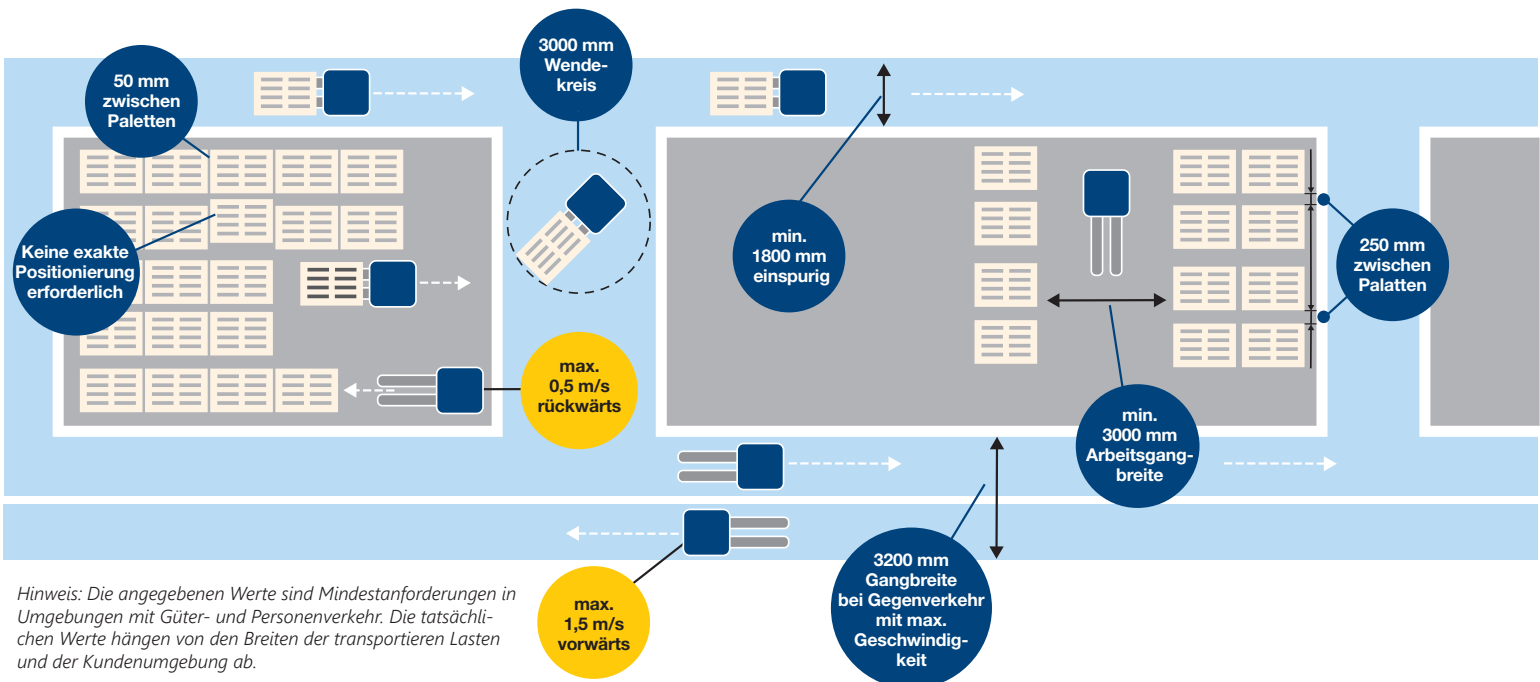 3000 mm
Wende-
kreis
50 mm
zwischen
Paletten
Keine exakte
Positionierung
erforderlich
min.
1800 mm
einspurig
250 mm
zwischen
Palatten
max.
0,5 m/s
rückwärts
min.
3000 mm
Arbeitsgang-
breite
max.
1,5 m/s
vorwärts
3200 mm
Gangbreite
bei Gegenverkehr
mit max.
Geschwindig-
keit
Hinweis: Die angegebenen Werte sind Mindestanforderungen in
Umgebungen mit Güter- und Personenverkehr. Die tatsächli-
chen Werte hängen von den Breiten der transportieren Lasten
und der Kundenumgebung ab.